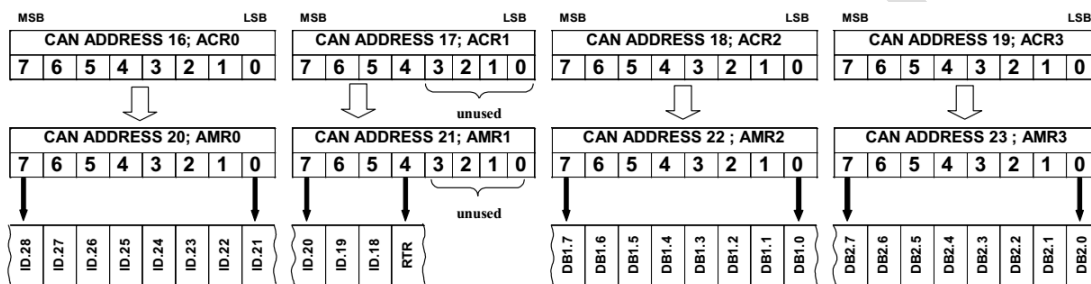 MSB LSB MSB LSB MSB LSB MSB LSB
CAN ADDRESS 16; ACR0 CAN ADDRESS 17; ACR1 CAN ADDRESS 18; ACR2 CAN ADDRESS 19; ACR3
7 6 5 4 3 2 1 0 7 6 5 4 3 2 1 0 7 6 5 4 3 2 1 0 7 6 5 4 3 2 1 0
unused
CAN ADDRESS 20; AMR0 CAN ADDRESS 21; AMR1 CAN ADDRESS 22 ; AMR2 CAN ADDRESS 23 ; AMR3
7 6 5 4 3 2 1 0 7 6 5 4 3 2 1 0 7 6 5 4 3 2 1 0 7 6 5 4 3 2 1 0
unused
ID.28 ID.27 ID.26 ID.25 ID.24 ID.23 ID.22 ID.21 ID.20 ID.19 ID.18 RTR DB1.7 DB1.6 DB1.5 DB1.4 DB1.3 DB1.2 DB1.1 DB1.0 DB2.7 DB2.6 DB2.5 DB2.4 DB2.3 DB2.2 DB2.1 DB2.0